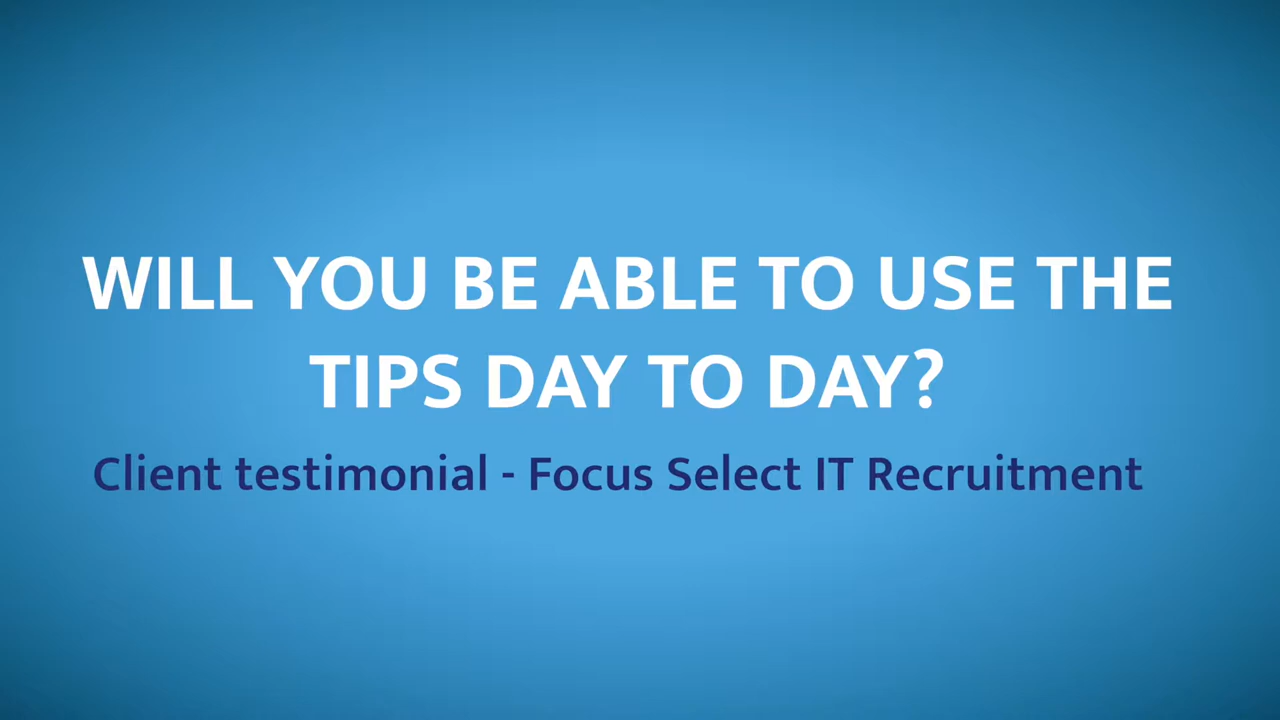 WILL YOU BE ABLE TO USE THE
TIPS DAY TO DAY?
Client testimonial - Focus Select IT Recruitment